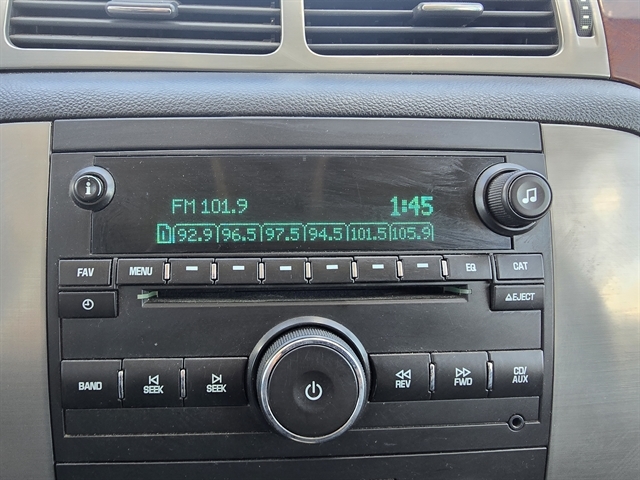 FM 101.9 1:45
1 92.9 96.5 97.5 94.5 101.5 105.9
FAV MENU EQ CAT
EJECT
BAND SEEK SEEK REV FWD CD/AUX